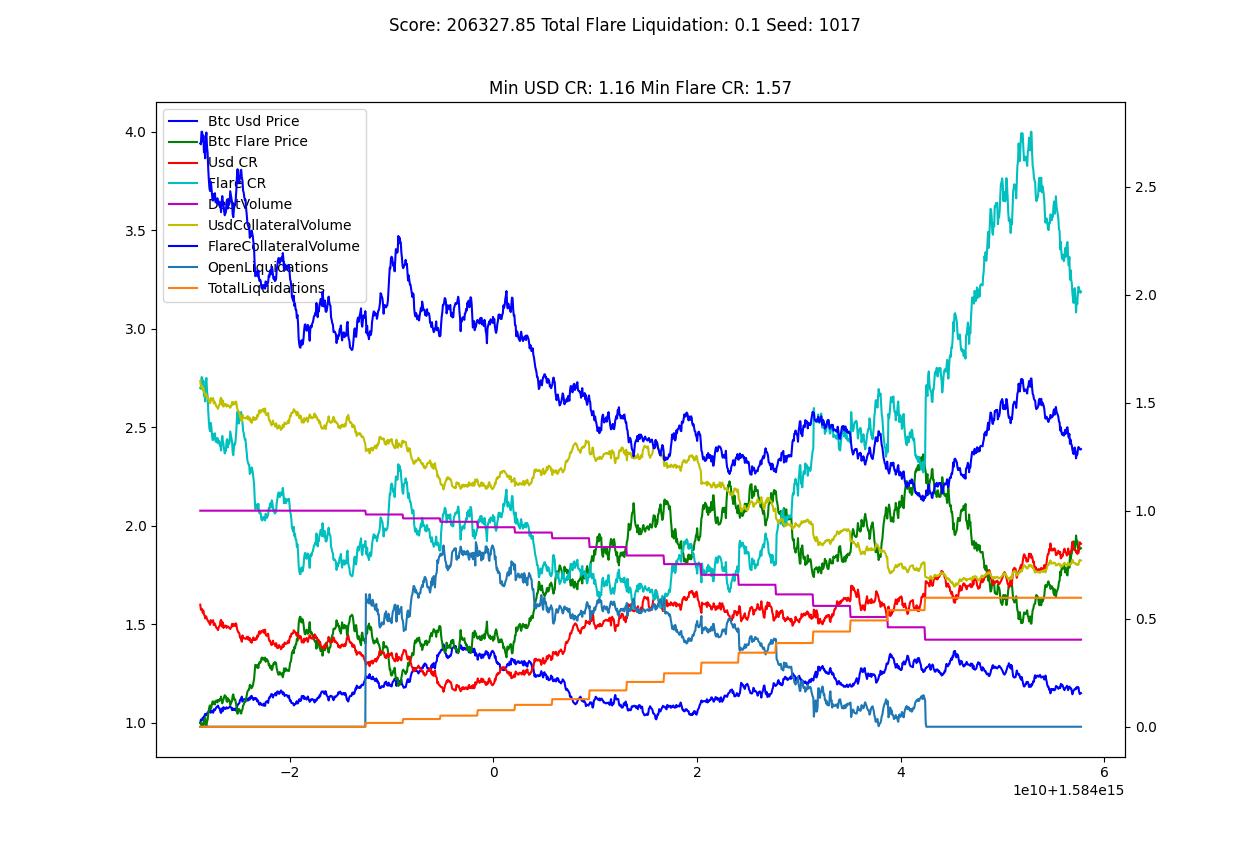 Score: 206327.85 Total Flare Liquidation: 0.1 Seed: 1017
Min USD CR: 1.16 Min Flare CR: 1.57
Btc Usd Price
Btc Flare Price
Usd CR
Flare CR
DebtVolume
UsdCollateralVolume
FlareCollateralVolume
OpenLiquidations
TotalLiquidations
4.0
3.5
3.0
2.5
2.0
1.5
1.0
2.5
2.0
1.5
1.0
0.5
0.0
−2
0
2
4
6
1e10+1.584e15